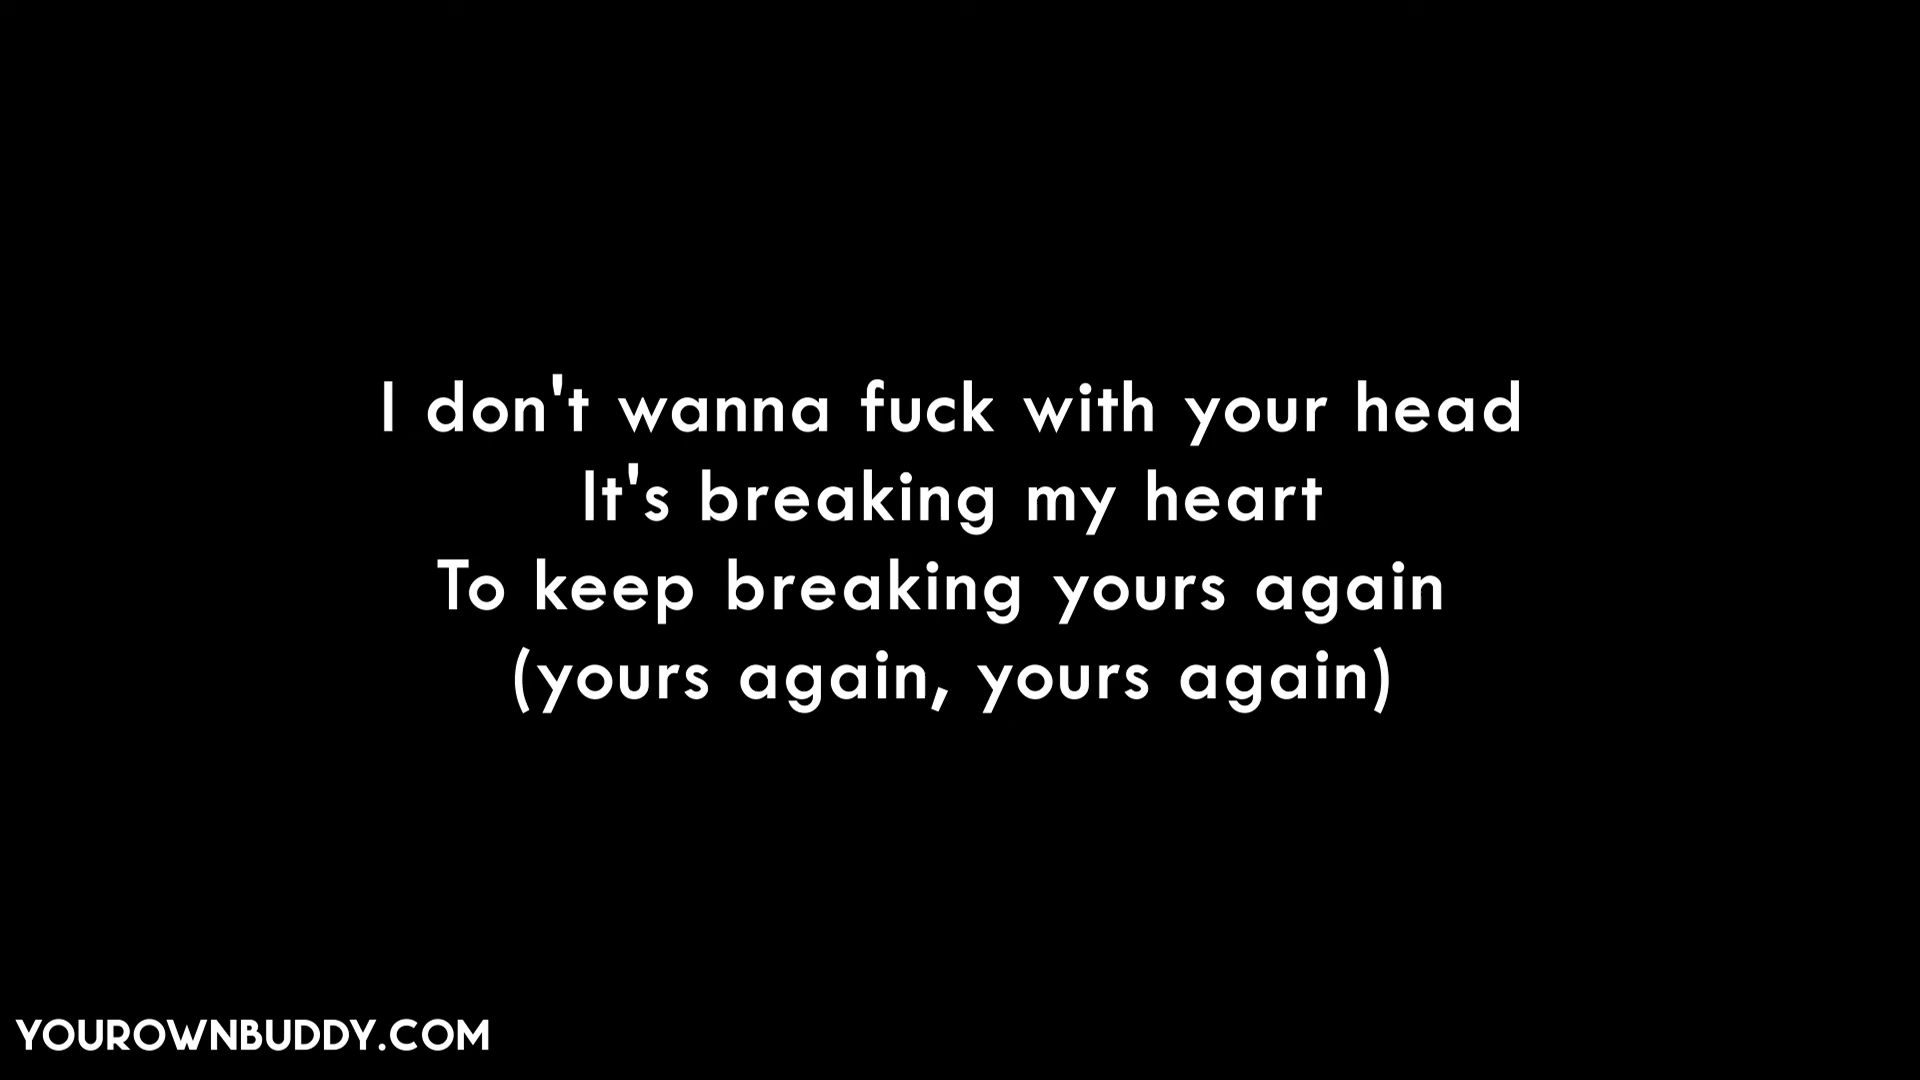 I don't wanna fuck with your head
It's breaking my heart
To keep breaking yours again
(yours again, yours again)
YOUROWNBUDDY.COM